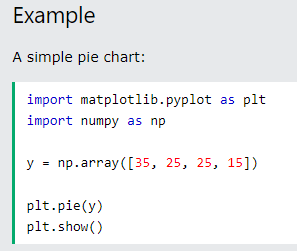 Example
A simple pie chart:
import matplotlib.pyplot as plt
import numpy as np
y = np.array([35, 25, 25, 15])
plt.pie(y)
plt.show()